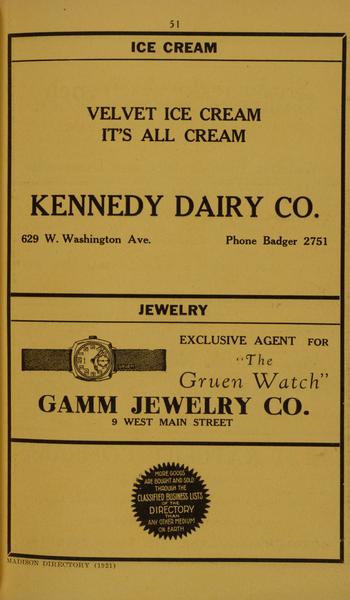 51
ICE CREAM
VELVET ICE CREAM
IT'S ALL CREAM
KENNEDY DAIRY CO.
629 W. Washington Ave. Phone Badger 2751
JEWELRY
EXCLUSIVE AGENT FOR
"The
Gruen Watch"
GAMM JEWELRY CO.
9 WEST MAIN STREET
MORE GOODS
ARE BOUGHT AND SOLD
THROUGH THE
CLASSIFIED BUSINESS LISTS
OF THE
DIRECTORY
THAN
ANY OTHER MEDIUM
ON EARTH
MADISON DIRECTORY (1921)